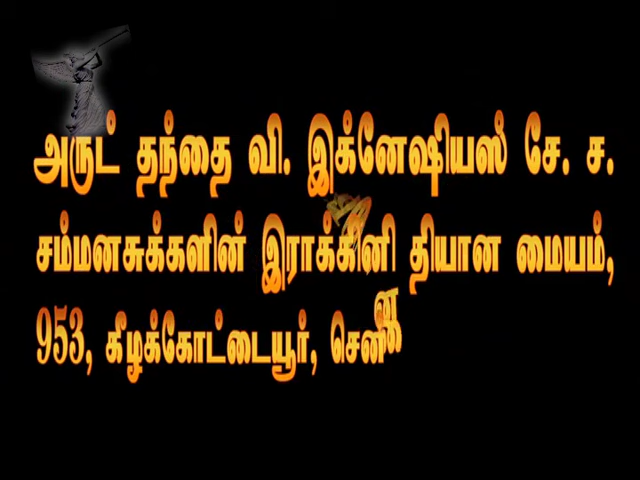 அருட் தந்தை வி. இக்னேஷியஸ் சே. ச.
சம்மனசுக்களின் இராக்கினி தியான மையம்,
953, கீழக்கோட்டையூர்,